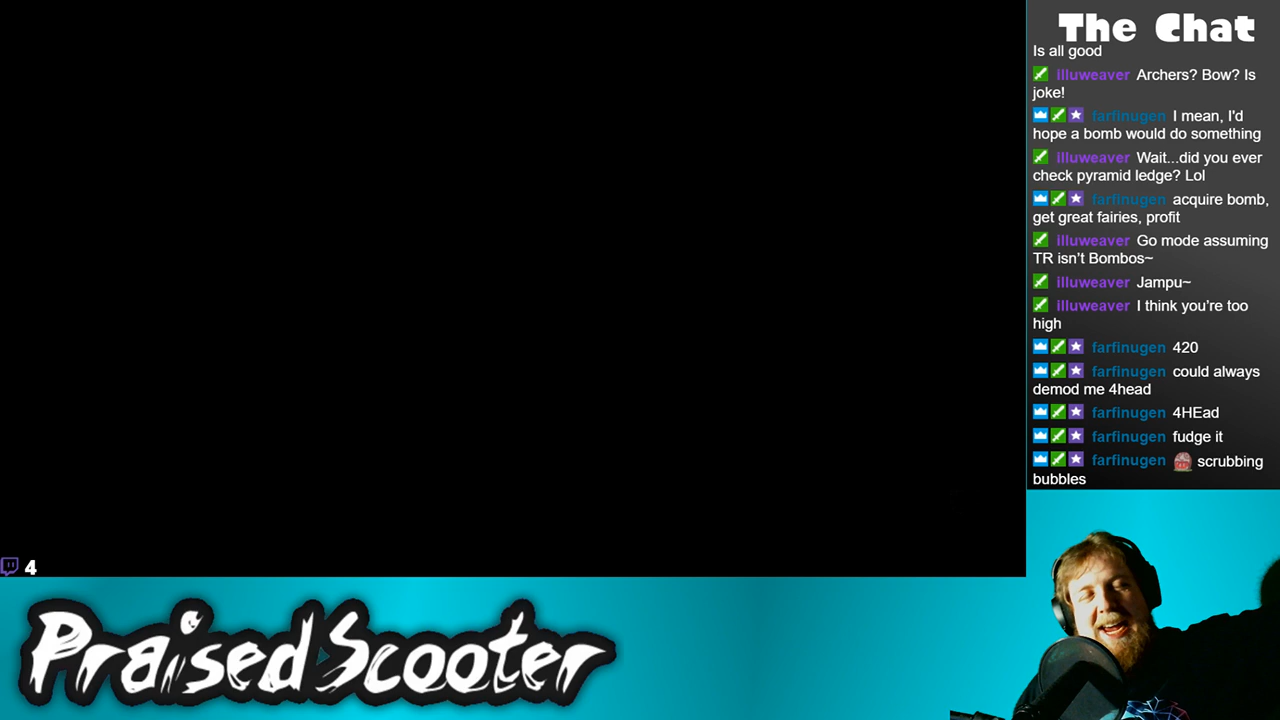 The Chat
Is all good
illuweaver Archers? Bow? Is
joke!
farfinugen I mean, I'd
hope a bomb would do something
illuweaver Wait...did you ever
check pyramid ledge? Lol
farfinugen acquire bomb,
get great fairies, profit
illuweaver Go mode assuming
TR isn't Bombos~
illuweaver Jampu~
illuweaver I think you're too
high
farfinugen 420
farfinugen could always
demod me 4head
farfinugen 4HEad
farfinugen fudge it
farfinugen scrubbing
bubbles
4
PraisedScooter